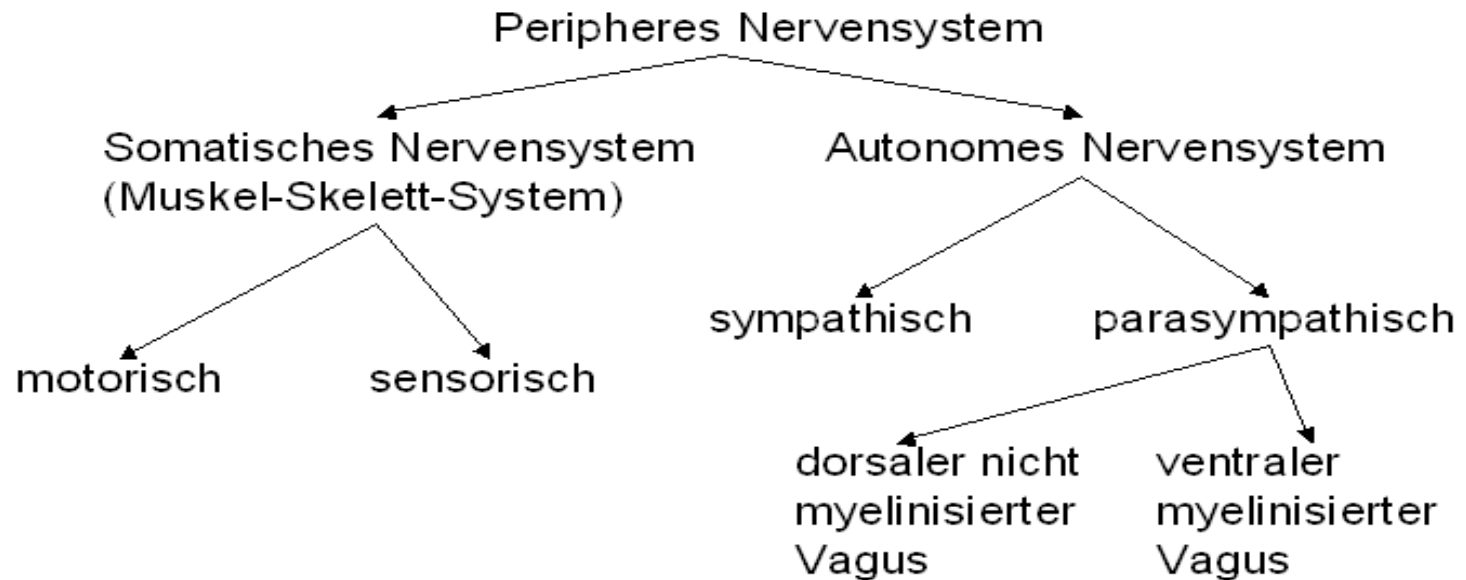 Peripheres Nervensystem
Somatisches Nervensystem
(Muskel-Skelett-System)
Autonomes Nervensystem
motorisch
sensorisch
sympathisch
parasympathisch
dorsaler nicht
myelinisierter
Vagus
ventraler
myelinisierter
Vagus